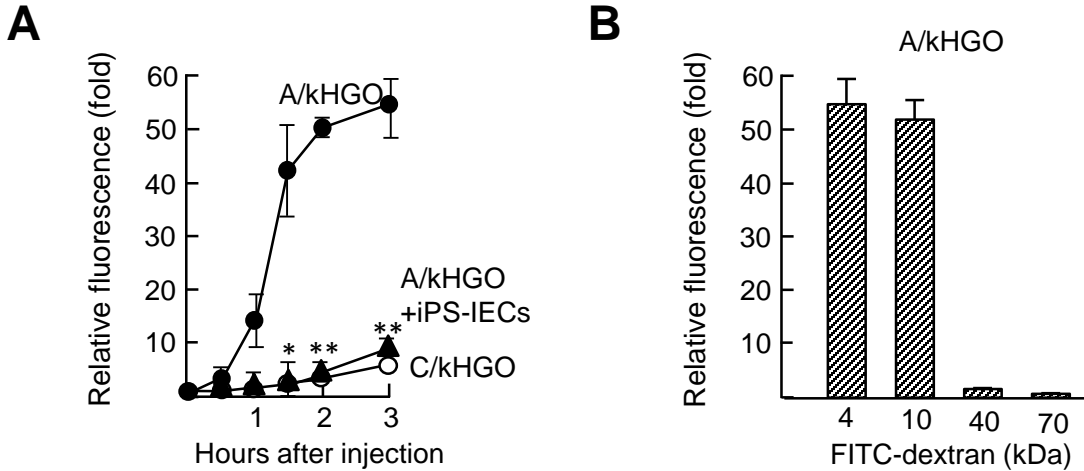 A
Relative fluorescence (fold)
60
50
40
30
20
10
A/kHGO
A/kHGO
+iPS-IECs
C/kHGO
*
**
**
1
2
3
Hours after injection
B
A/kHGO
Relative fluorescence (fold)
60
50
40
30
20
10
4
10
40
70
FITC-dextran (kDa)